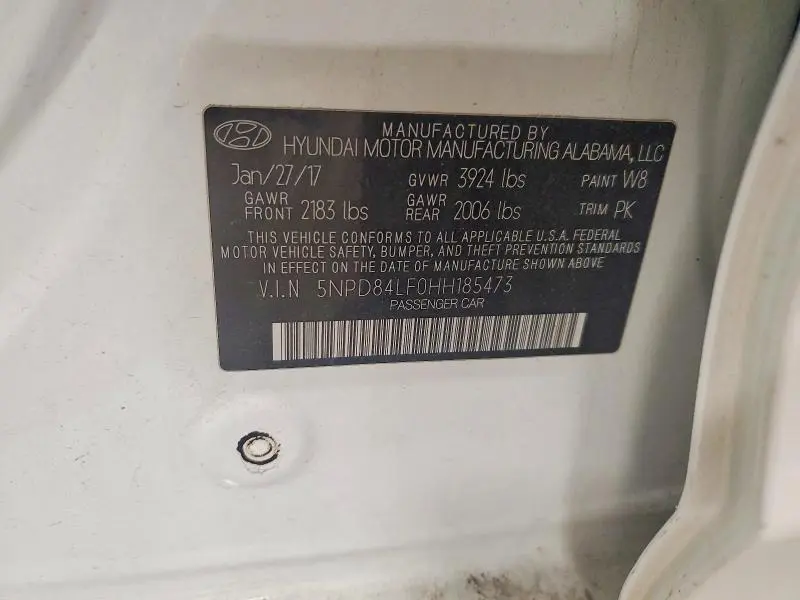 MANUFACTURED BY
HYUNDAI MOTOR MANUFACTURING ALABAMA, LLC
Jan/27/17 GVWR 3924 lbs PAINT W8
GAWR FRONT 2183 lbs GAWR REAR 2006 lbs TRIM PK
THIS VEHICLE CONFORMS TO ALL APPLICABLE U.S.A. FEDERAL
MOTOR VEHICLE SAFETY, BUMPER, AND THEFT PREVENTION STANDARDS
IN EFFECT ON THE DATE OF MANUFACTURE SHOWN ABOVE.
V.I.N 5NPD84LF0HH185473
PASSENGER CAR